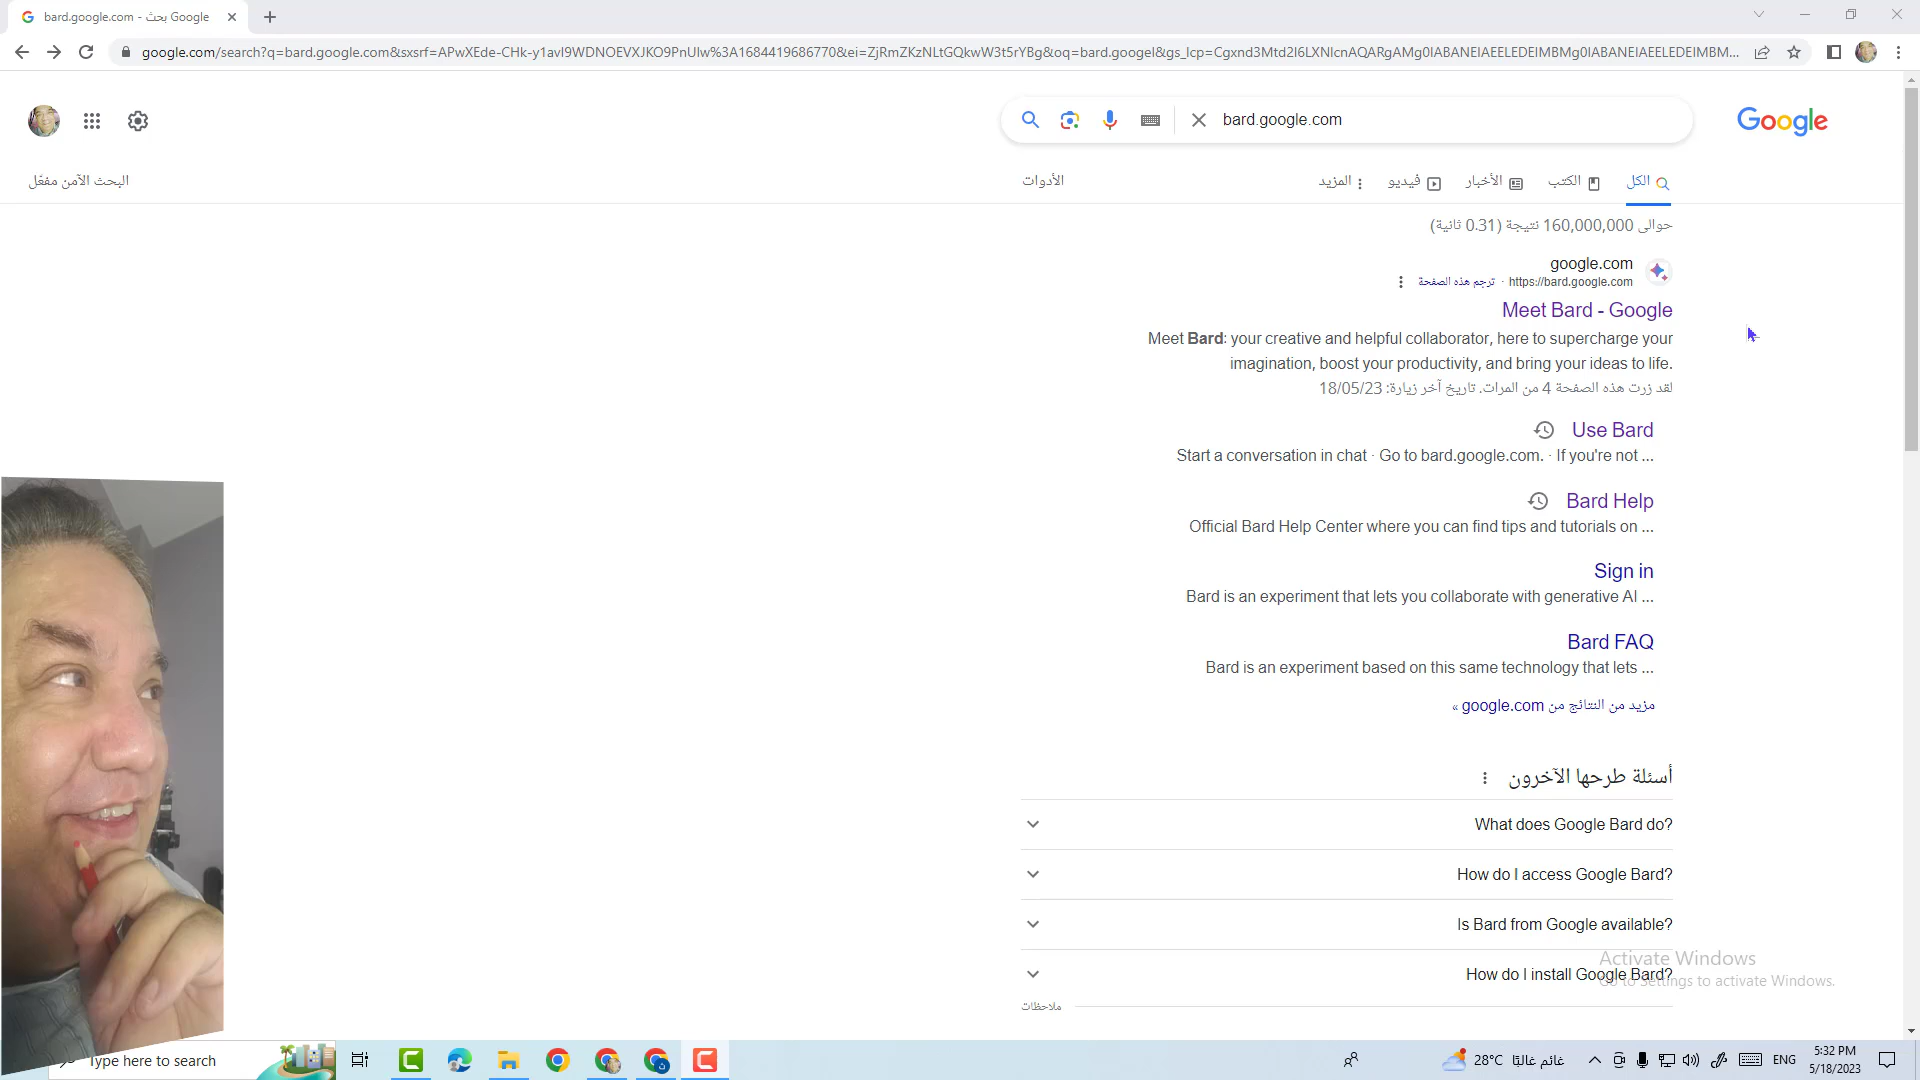 bard.google.com - بحث Google
google.com/search?q=bard.google.com&sxsrf=APwXEde-CHk-y1avI9WDNOEVXJKO9PnUIw%3A1684419686770&ei=ZjRmZKzNLtGQkwW3t5rYBg&oq=bard.googel&gs_lcp=Cgxnd3Mtd2l6LXNlcnAQARgAMg0IABANEIAEELEDEIMBMg0IABANEIAEELEDEIMBM...
bard.google.com
Google
الكل
الكتب
الأخبار
فيديو
المزيد
الأدوات
البحث الآمن مفعّل
حوالى 160,000,000 نتيجة (0.31 ثانية)
google.com
https://bard.google.com · ترجم هذه الصفحة
Meet Bard - Google
Meet Bard: your creative and helpful collaborator, here to supercharge your
imagination, boost your productivity, and bring your ideas to life.
لقد زرت هذه الصفحة 4 من المرات. تاريخ آخر زيارة: 18/05/23
Use Bard
Start a conversation in chat · Go to bard.google.com. · If you're not ...
Bard Help
Official Bard Help Center where you can find tips and tutorials on ...
Sign in
Bard is an experiment that lets you collaborate with generative AI ...
Bard FAQ
Bard is an experiment based on this same technology that lets ...
مزيد من النتائج من google.com »
أسئلة طرحها الآخرون
What does Google Bard do?
How do I access Google Bard?
Is Bard from Google available?
How do I install Google Bard?
ملاحظات
Activate Windows
Go to Settings to activate Windows.
Type here to search
28°C غائم غالبًا
ENG
5:32 PM
5/18/2023